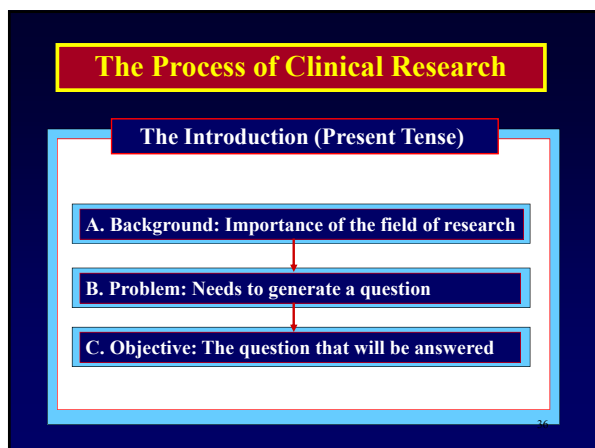 The Process of Clinical Research
The Introduction (Present Tense)
A. Background: Importance of the field of research
B. Problem: Needs to generate a question
C. Objective: The question that will be answered
36